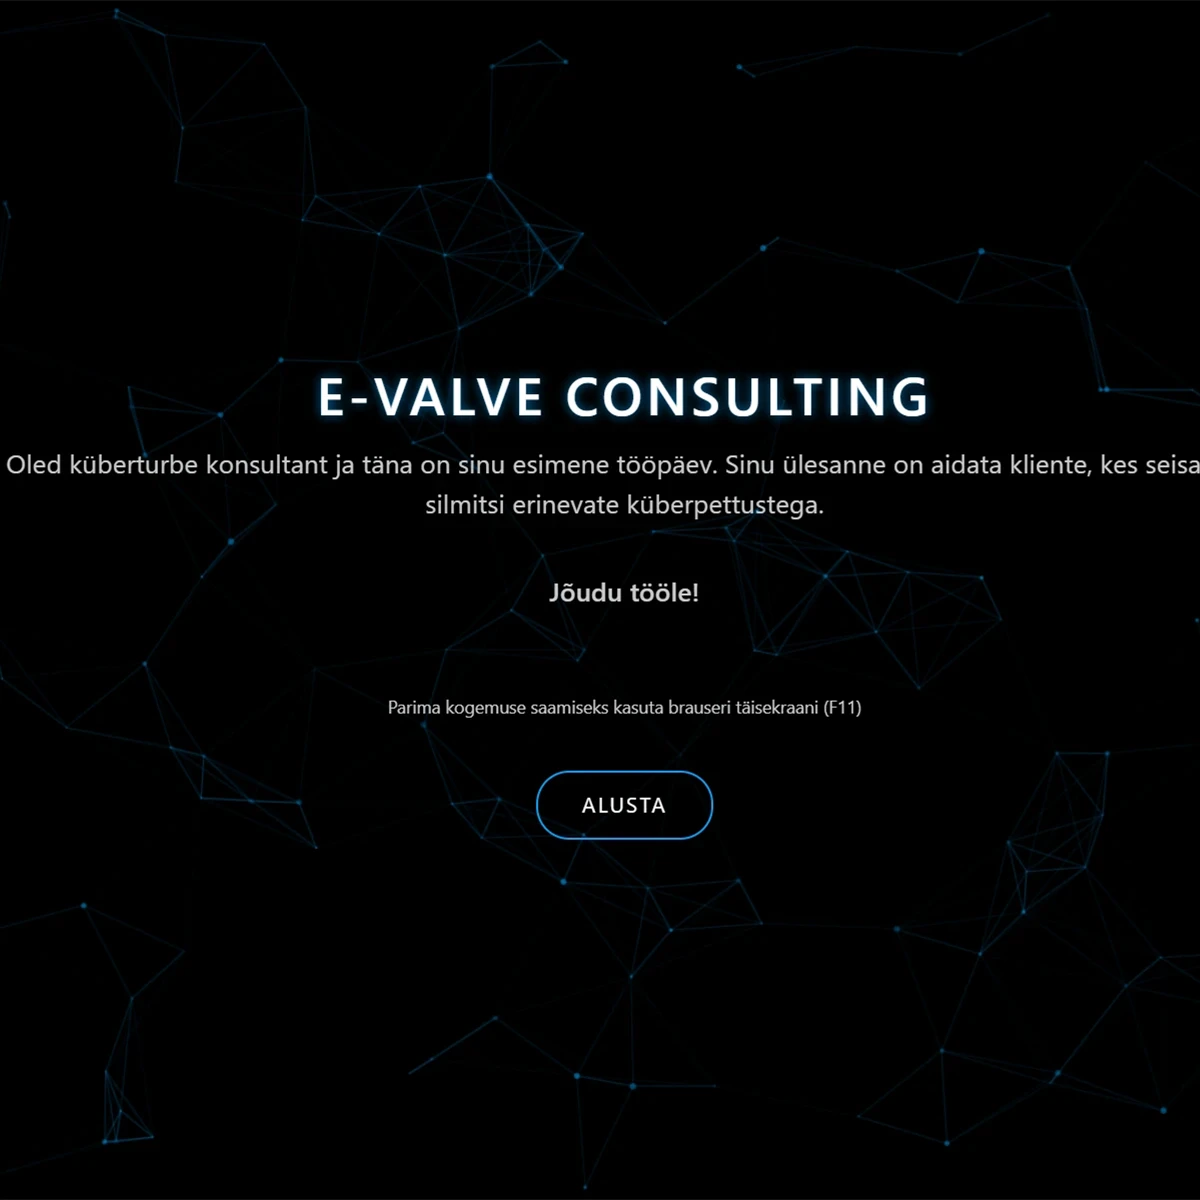 E-VALVE CONSULTING
Oled küberturbe konsultant ja täna on sinu esimene tööpäev. Sinu ülesanne on aidata kliente, kes seisa
silmitsi erinevate küberpettustega.
Jõudu tööle!
Parima kogemuse saamiseks kasuta brauseri täisekraani (F11)
ALUSTA